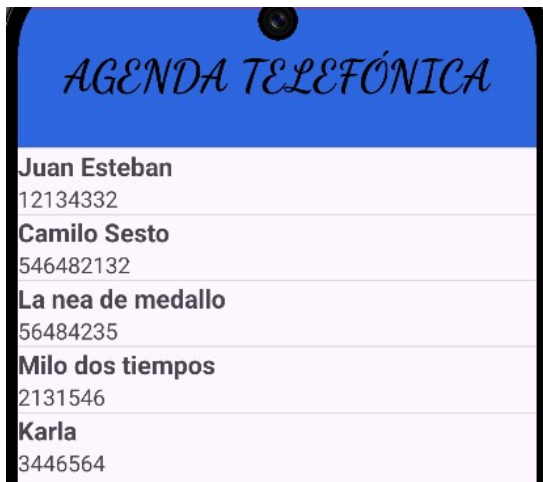 AGENDA TELEFÓNICA
Juan Esteban
12134332
Camilo Sesto
546482132
La nea de medallo
56484235
Milo dos tiempos
2131546
Karla
3446564